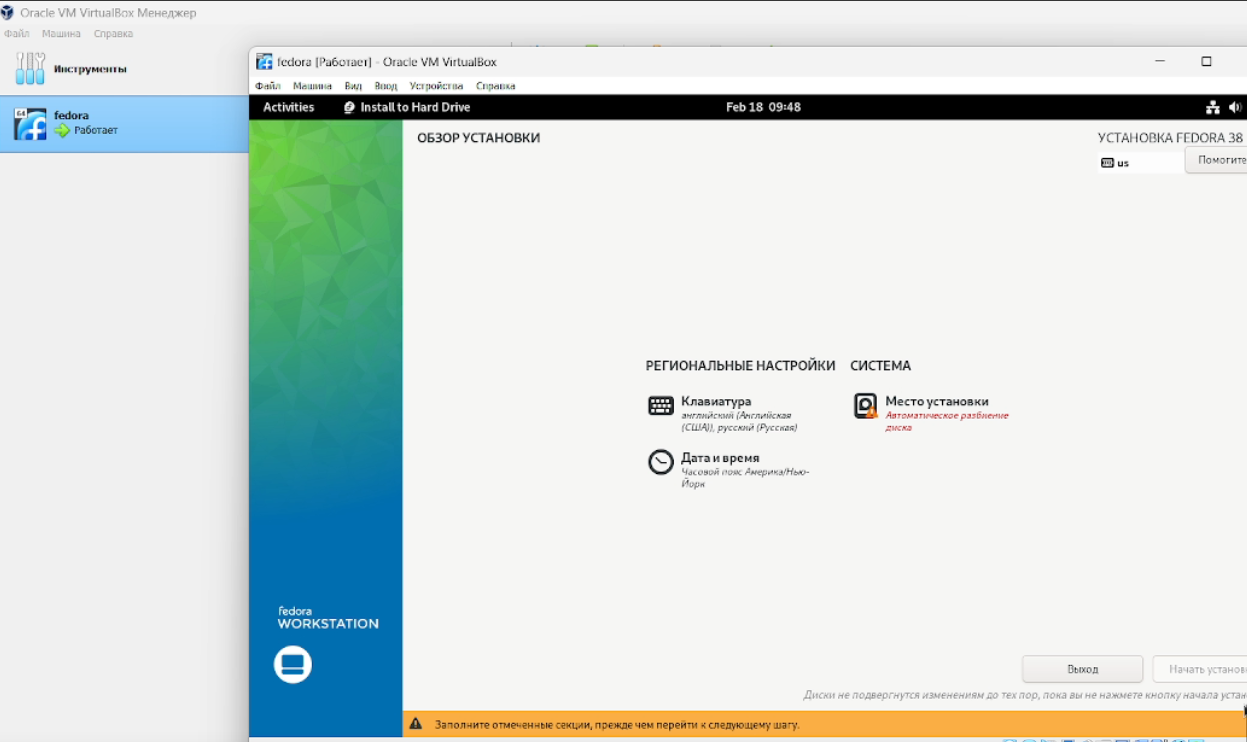 Oracle VM VirtualBox Менеджер
Файл Машина Справка
Инструменты
64
fedora
Работает
fedora [Работает] - Oracle VM VirtualBox
Файл Машина Вид Ввод Устройства Справка
Activities Install to Hard Drive Feb 18 09:48
ОБЗОР УСТАНОВКИ
УСТАНОВКА FEDORA 38
us
Помогите
РЕГИОНАЛЬНЫЕ НАСТРОЙКИ
Клавиатура
английский (Английская
(США)), русский (Русская)
Дата и время
Часовой пояс Америка/Нью-
Йорк
СИСТЕМА
Место установки
Автоматическое разбиение
диска
fedora
WORKSTATION
Выход
Начать установ
Диски не подвергнутся изменениям до тех пор, пока вы не нажмете кнопку начала устан
Заполните отмеченные секции, прежде чем перейти к следующему шагу.